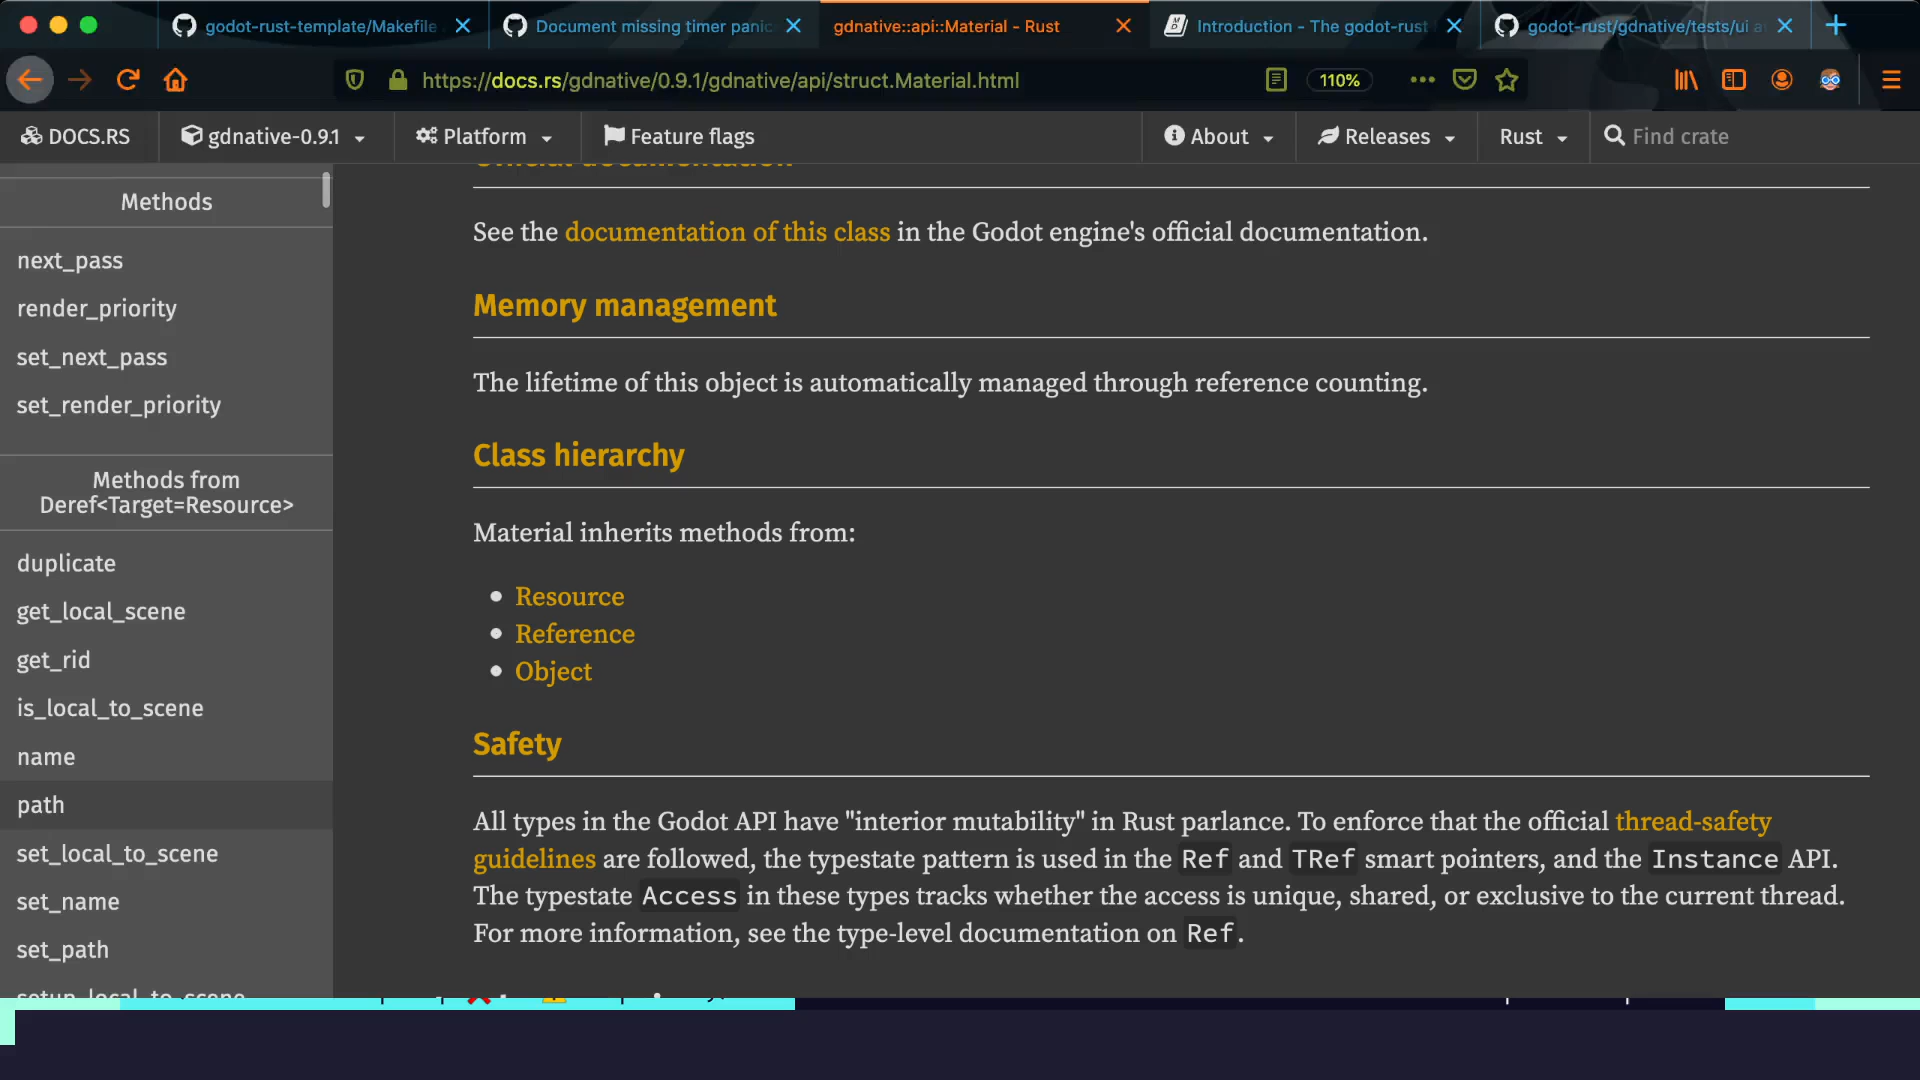 godot-rust-template/Makefile
Document missing timer panic
gdnative::api::Material - Rust
Introduction - The godot-rust
godot-rust/gdnative/tests/ui a
https://docs.rs/gdnative/0.9.1/gdnative/api/struct.Material.html
110%
DOCS.RS
gdnative-0.9.1
Platform
Feature flags
About
Releases
Rust
Find crate
Methods
next_pass
render_priority
set_next_pass
set_render_priority
Methods from
Deref<Target=Resource>
duplicate
get_local_scene
get_rid
is_local_to_scene
name
path
set_local_to_scene
set_name
set_path
setup_local_to_scene
Official documentation
See the documentation of this class in the Godot engine's official documentation.
Memory management
The lifetime of this object is automatically managed through reference counting.
Class hierarchy
Material inherits methods from:
Resource
Reference
Object
Safety
All types in the Godot API have "interior mutability" in Rust parlance. To enforce that the official thread-safety
guidelines are followed, the typestate pattern is used in the Ref and TRef smart pointers, and the Instance API.
The typestate Access in these types tracks whether the access is unique, shared, or exclusive to the current thread.
For more information, see the type-level documentation on Ref.